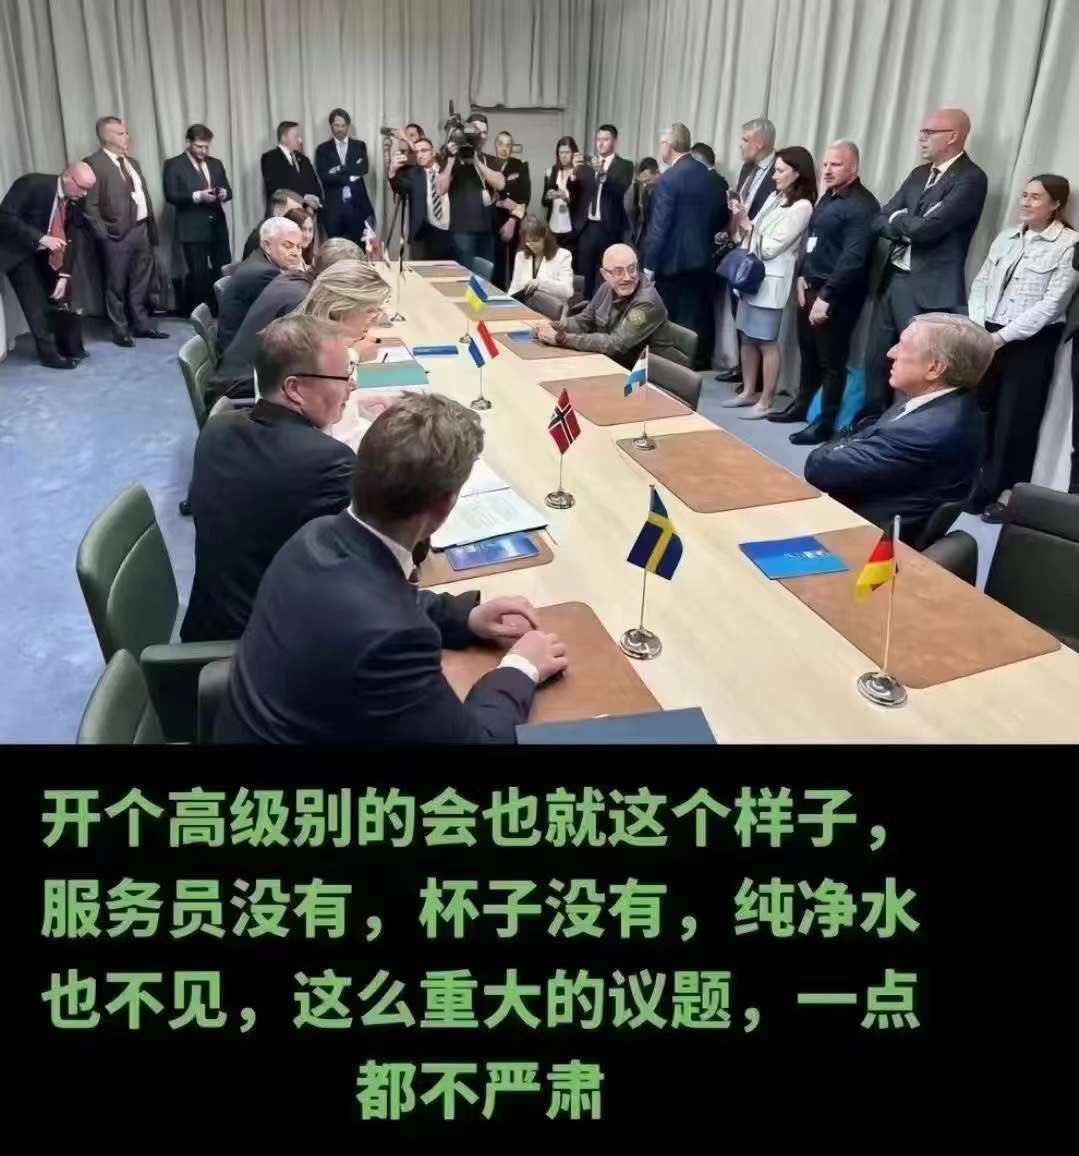 开个高级别的会也就这个样子，
服务员没有，杯子没有，纯净水
也不见，这么重大的议题，一点
都不严肃